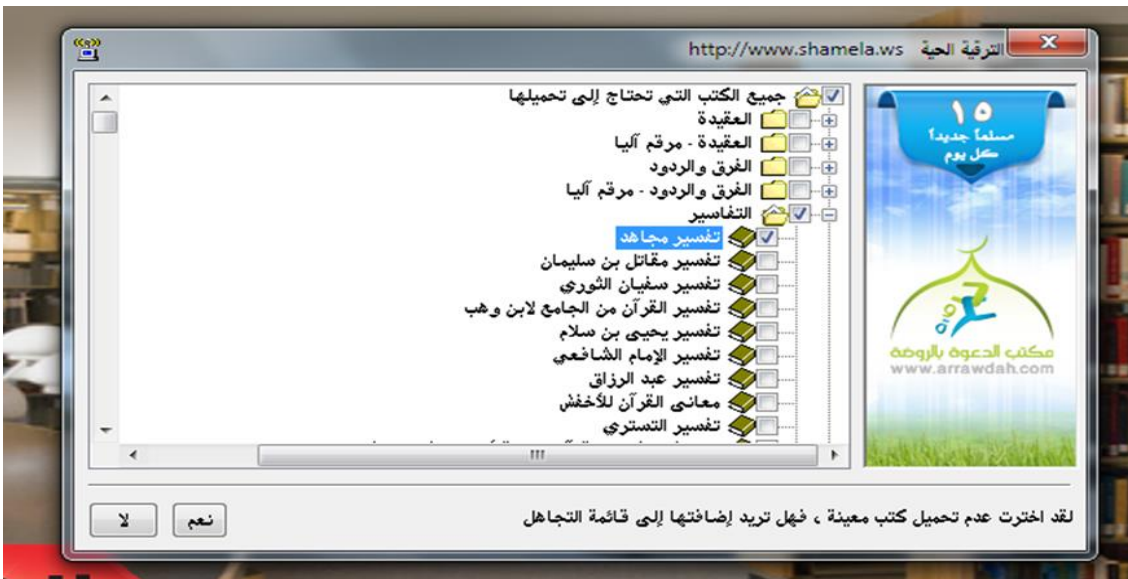 الترقية الحية http://www.shamela.ws
١٥
مسلماً جديداً
كل يوم
مكتب الدعوة بالروضة
www.arrawdah.com
جميع الكتب التي تحتاج إلى تحميلها
العقيدة
العقيدة - مرقم آليا
الفرق والردود
الفرق والردود - مرقم آليا
التفاسير
تفسير مجاهد
تفسير مقاتل بن سليمان
تفسير سفيان الثوري
تفسير القرآن من الجامع لابن وهب
تفسير يحيى بن سلام
تفسير الإمام الشافعي
تفسير عبد الرزاق
معانى القرآن للأخفش
تفسير التستري
لقد اخترت عدم تحميل كتب معينة ، فهل تريد إضافتها إلى قائمة التجاهل
نعم
لا